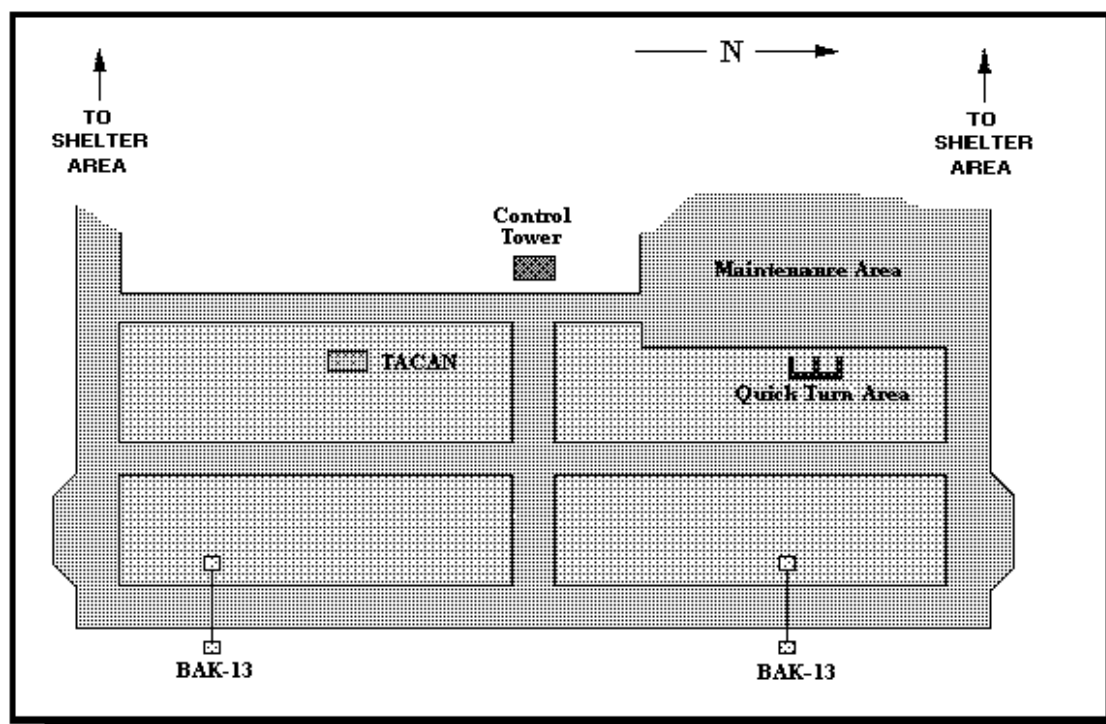 N
TO
SHELTER
AREA
TO
SHELTER
AREA
Control
Tower
Maintenance Area
TACAN
Quick Turn Area
BAK-13
BAK-13